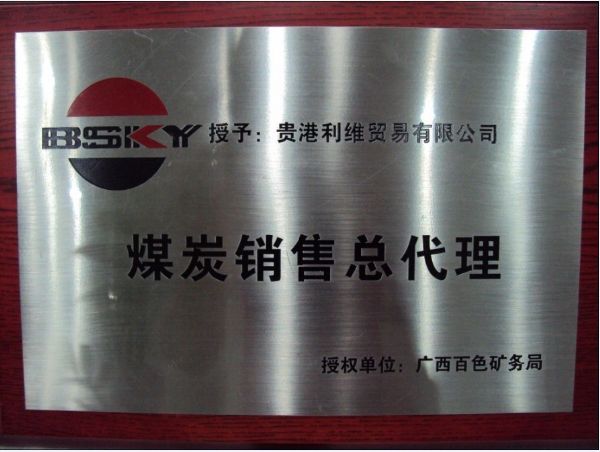 BSKY 授予：贵港利维贸易有限公司
煤炭销售总代理
授权单位：广西百色矿务局